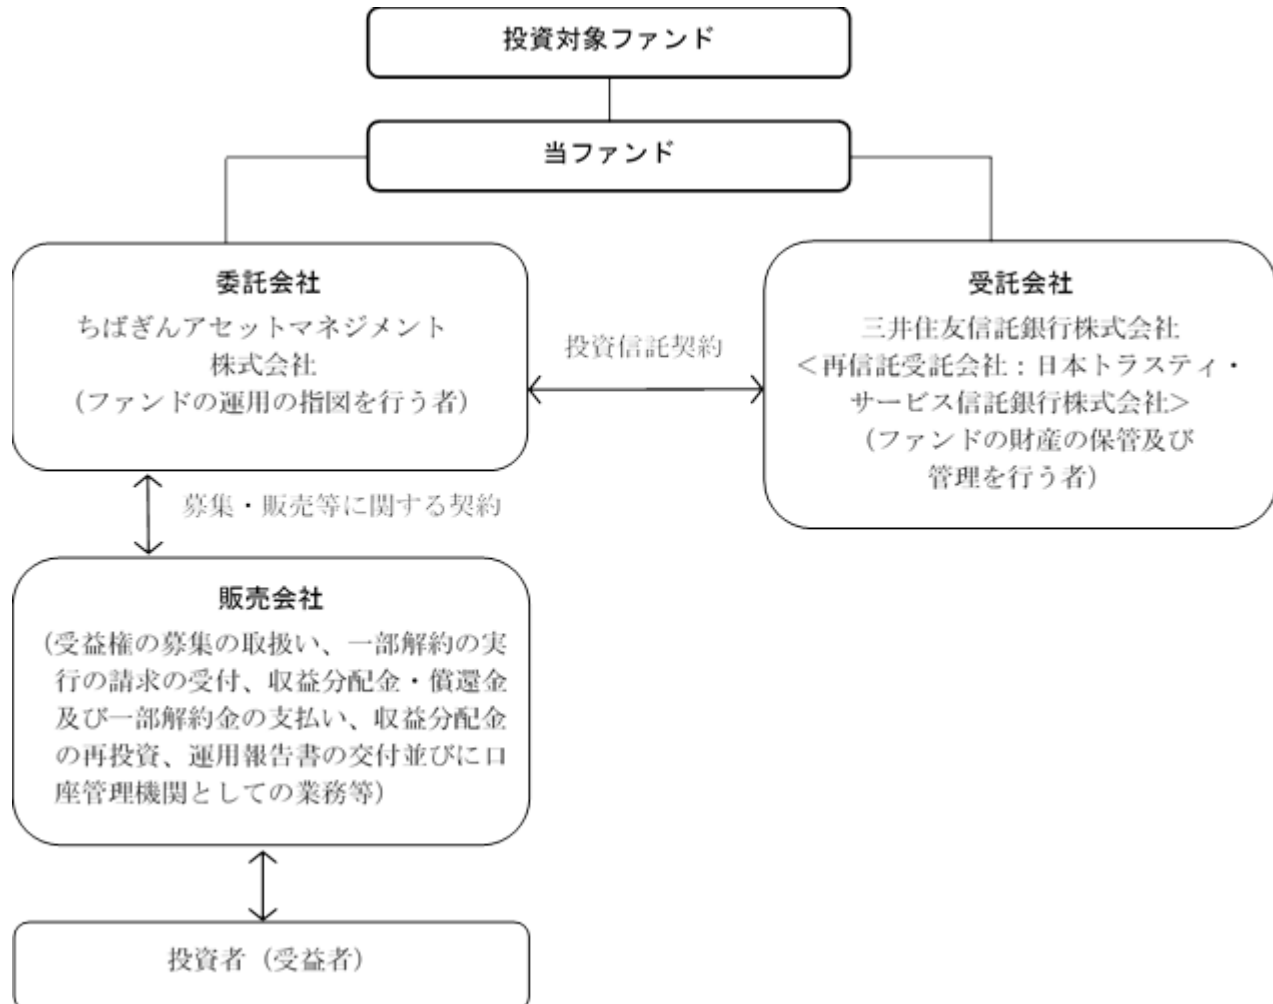 投資対象ファンド
当ファンド
委託会社
ちばぎんアセットマネジメント
株式会社
（ファンドの運用の指図を行う者）
投資信託契約
受託会社
三井住友信託銀行株式会社
＜再信託受託会社：日本トラスティ・
サービス信託銀行株式会社＞
（ファンドの財産の保管及び
管理を行う者）
募集・販売等に関する契約
販売会社
（受益権の募集の取扱い、一部解約の実
行の請求の受付、収益分配金・償還金
及び一部解約金の支払い、収益分配金
の再投資、運用報告書の交付並びに口
座管理機関としての業務等）
投資者（受益者）